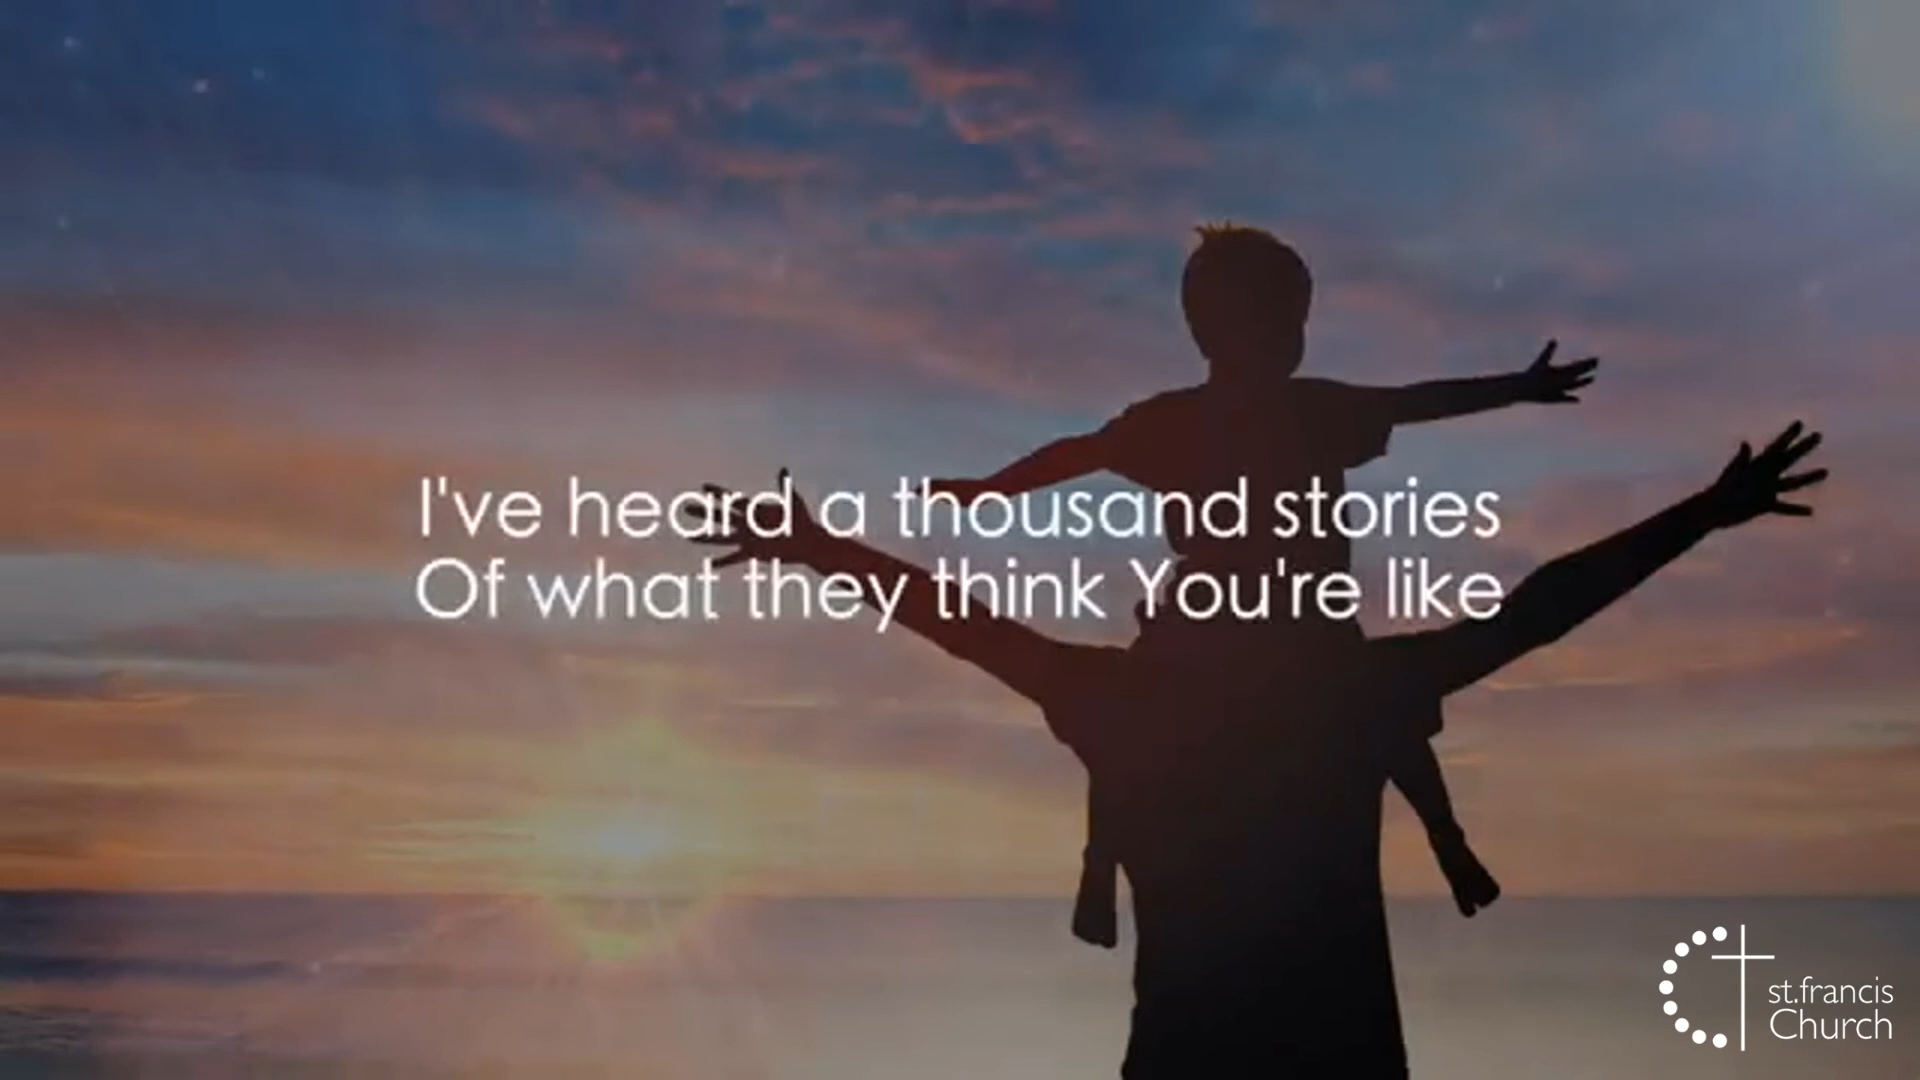 I've heard a thousand stories
Of what they think You're like
st.francis
Church